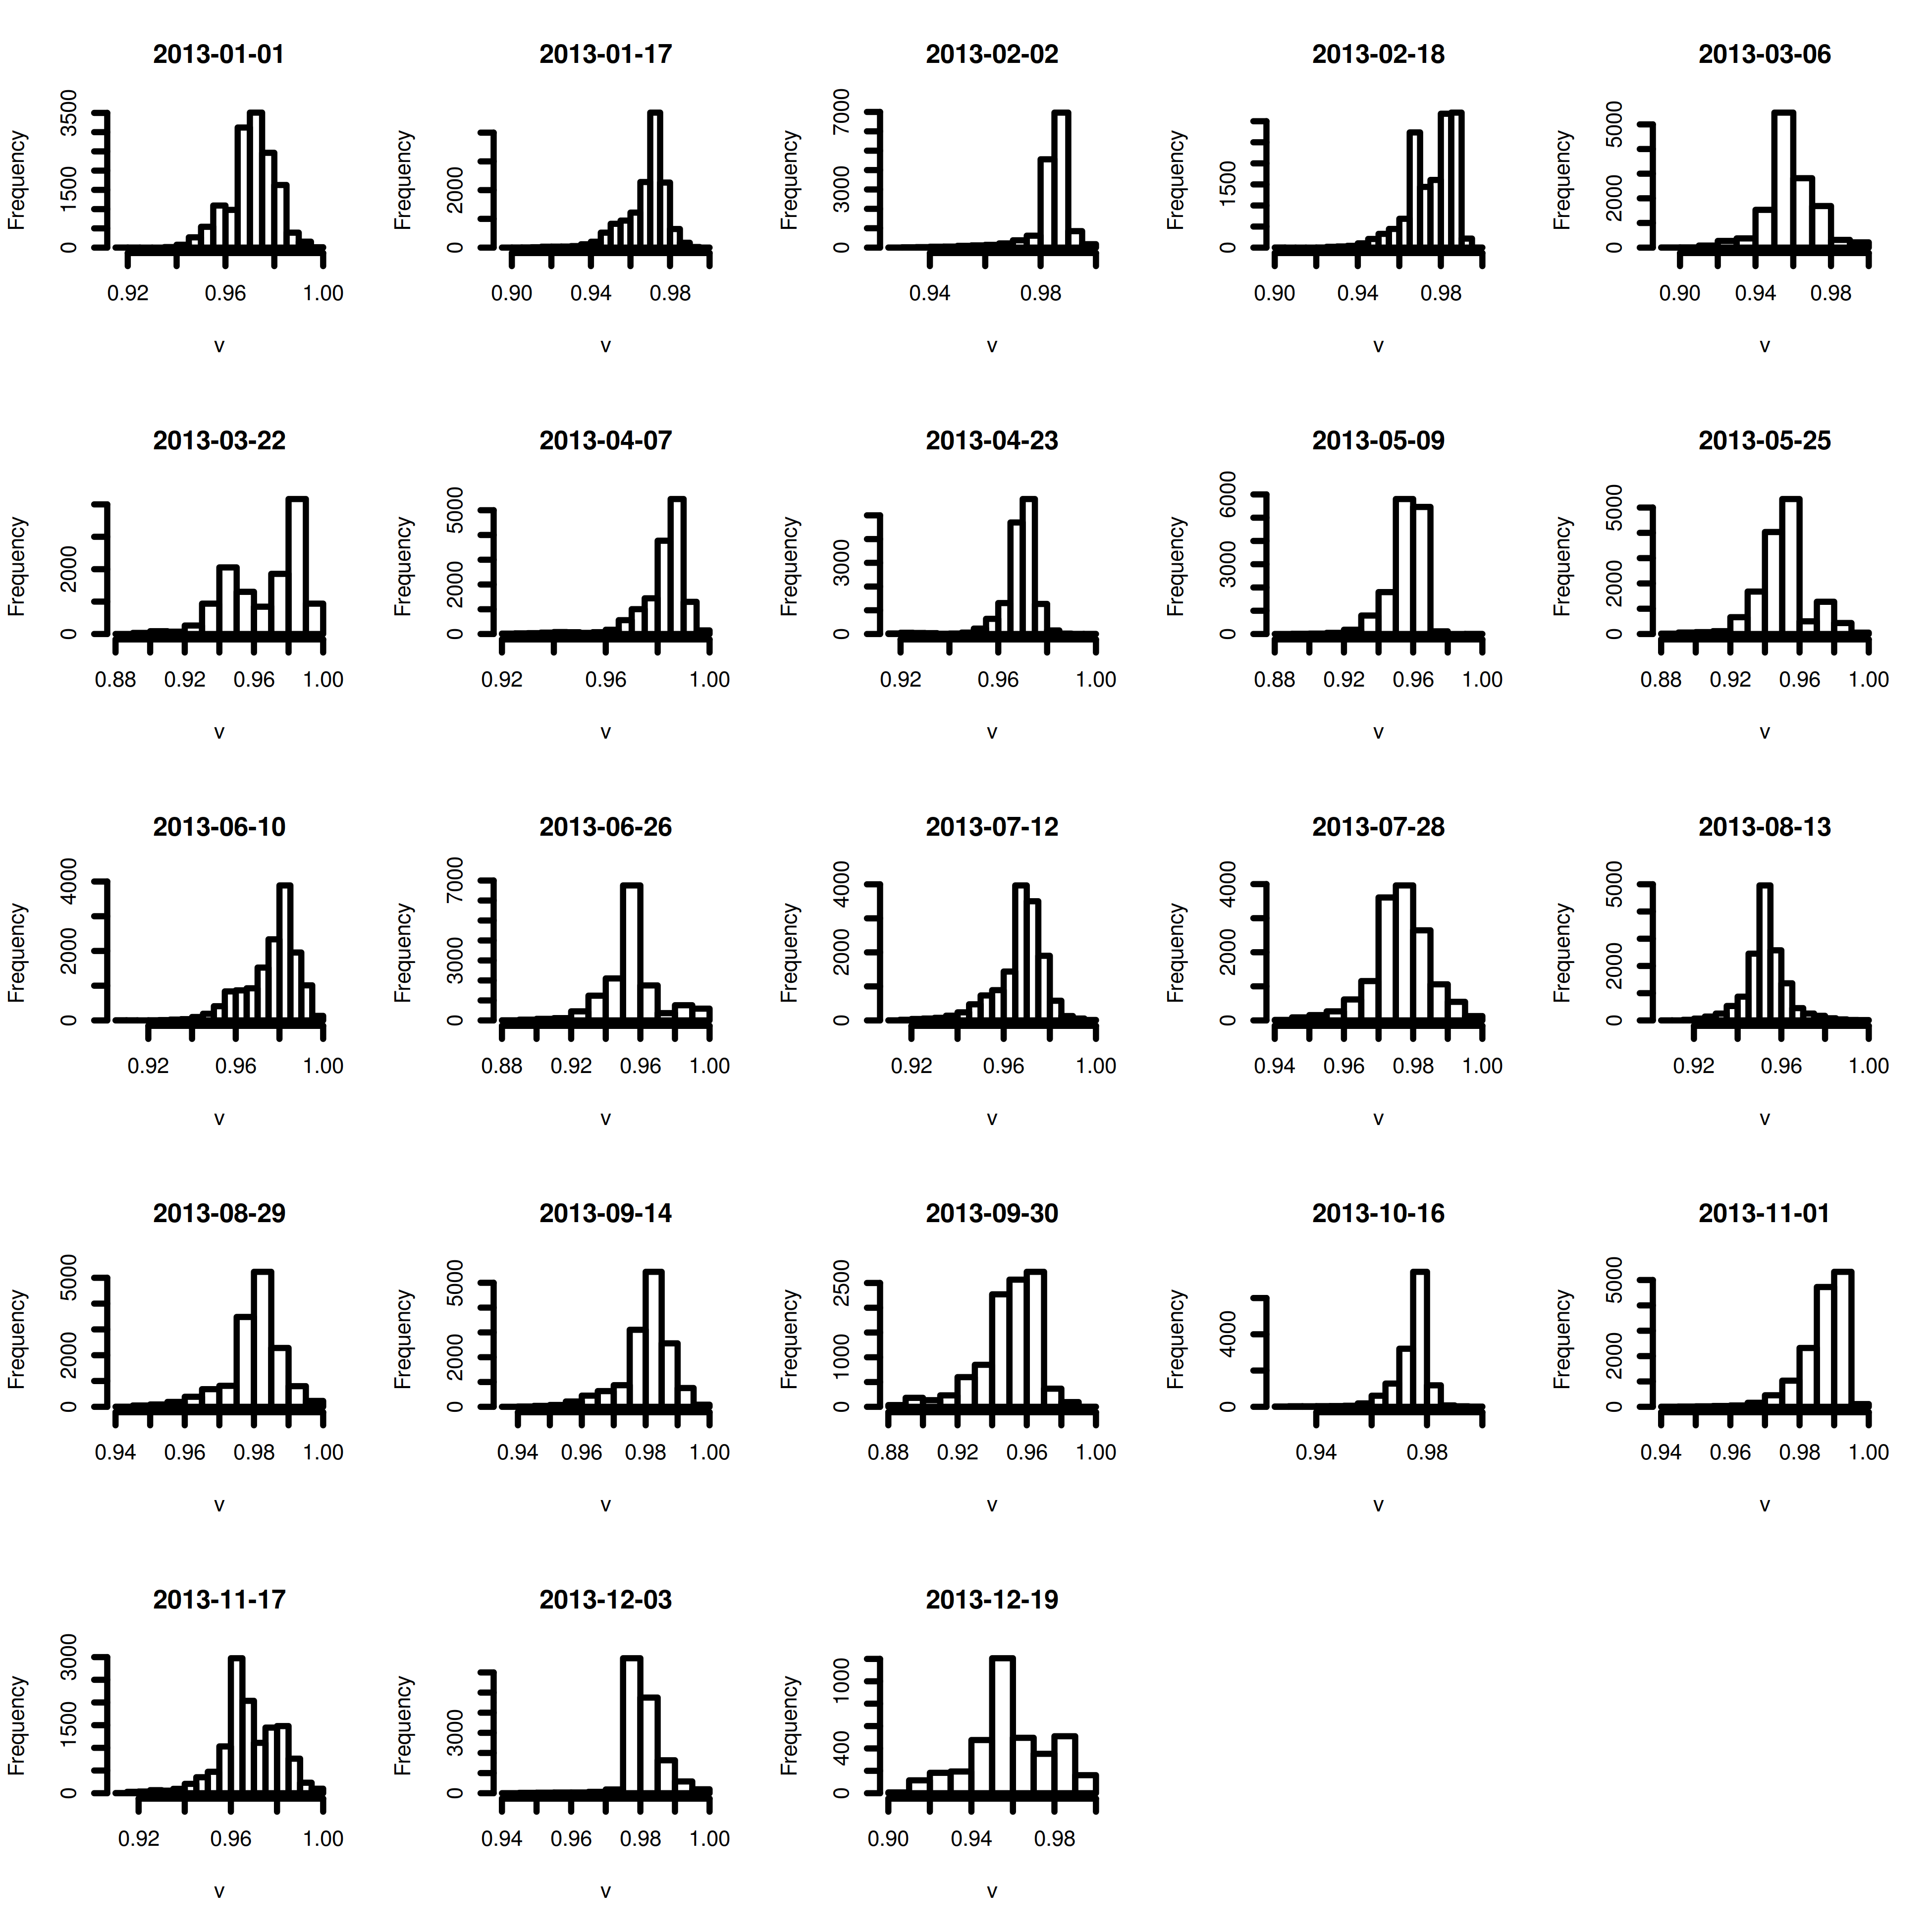 2013-01-01 2013-01-17 2013-02-02 2013-02-18 2013-03-06
Frequency Frequency Frequency Frequency Frequency
0 1500 3500 0 2000 0 3000 7000 0 1500 0 2000 5000
0.92 0.96 1.00 0.90 0.94 0.98 0.94 0.98 0.90 0.94 0.98 0.90 0.94 0.98
v v v v v
2013-03-22 2013-04-07 2013-04-23 2013-05-09 2013-05-25
Frequency Frequency Frequency Frequency Frequency
0 2000 0 2000 5000 0 3000 0 3000 6000 0 2000 5000
0.88 0.92 0.96 1.00 0.92 0.96 1.00 0.92 0.96 1.00 0.88 0.92 0.96 1.00 0.88 0.92 0.96 1.00
v v v v v
2013-06-10 2013-06-26 2013-07-12 2013-07-28 2013-08-13
Frequency Frequency Frequency Frequency Frequency
0 2000 4000 0 3000 7000 0 2000 4000 0 2000 4000 0 2000 5000
0.92 0.96 1.00 0.88 0.92 0.96 1.00 0.92 0.96 1.00 0.94 0.96 0.98 1.00 0.92 0.96 1.00
v v v v v
2013-08-29 2013-09-14 2013-09-30 2013-10-16 2013-11-01
Frequency Frequency Frequency Frequency Frequency
0 2000 5000 0 2000 5000 0 1000 2500 0 4000 0 2000 5000
0.94 0.96 0.98 1.00 0.94 0.96 0.98 1.00 0.88 0.92 0.96 1.00 0.94 0.98 0.94 0.96 0.98 1.00
v v v v v
2013-11-17 2013-12-03 2013-12-19
Frequency Frequency Frequency
0 1500 3000 0 3000 0 400 1000
0.92 0.96 1.00 0.94 0.96 0.98 1.00 0.90 0.94 0.98
v v v